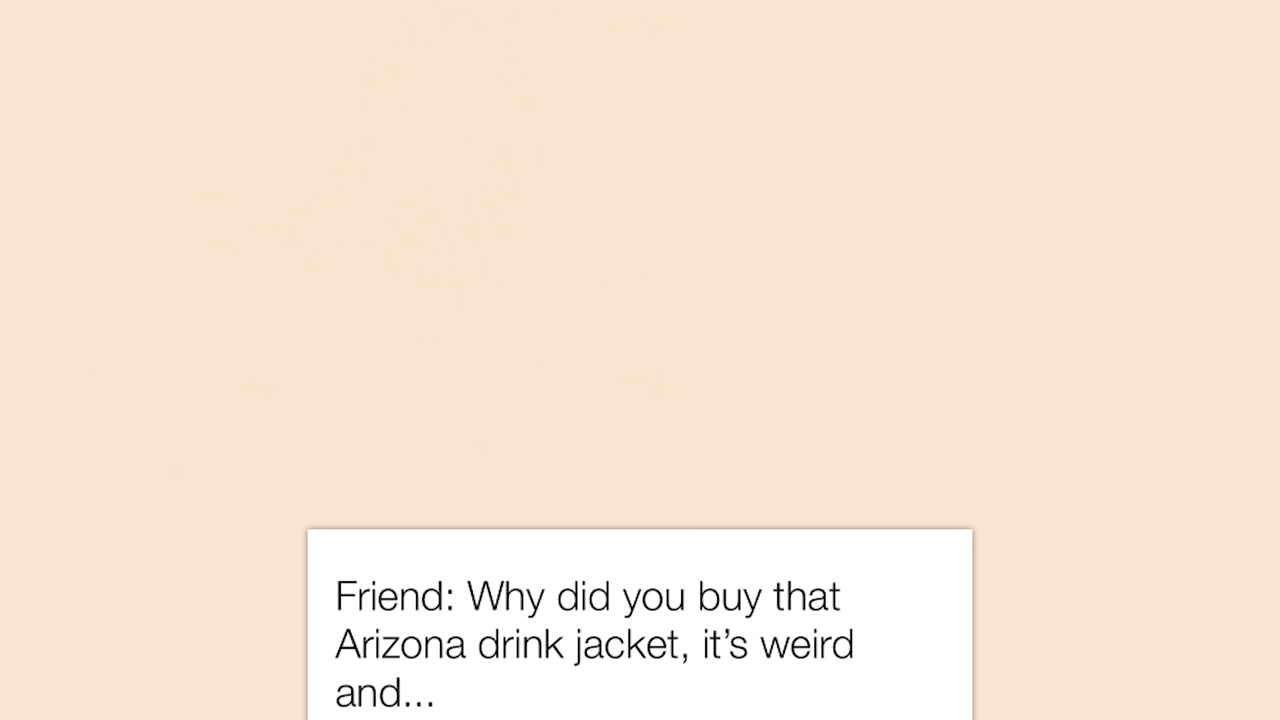 Friend: Why did you buy that
Arizona drink jacket, it’s weird
and...